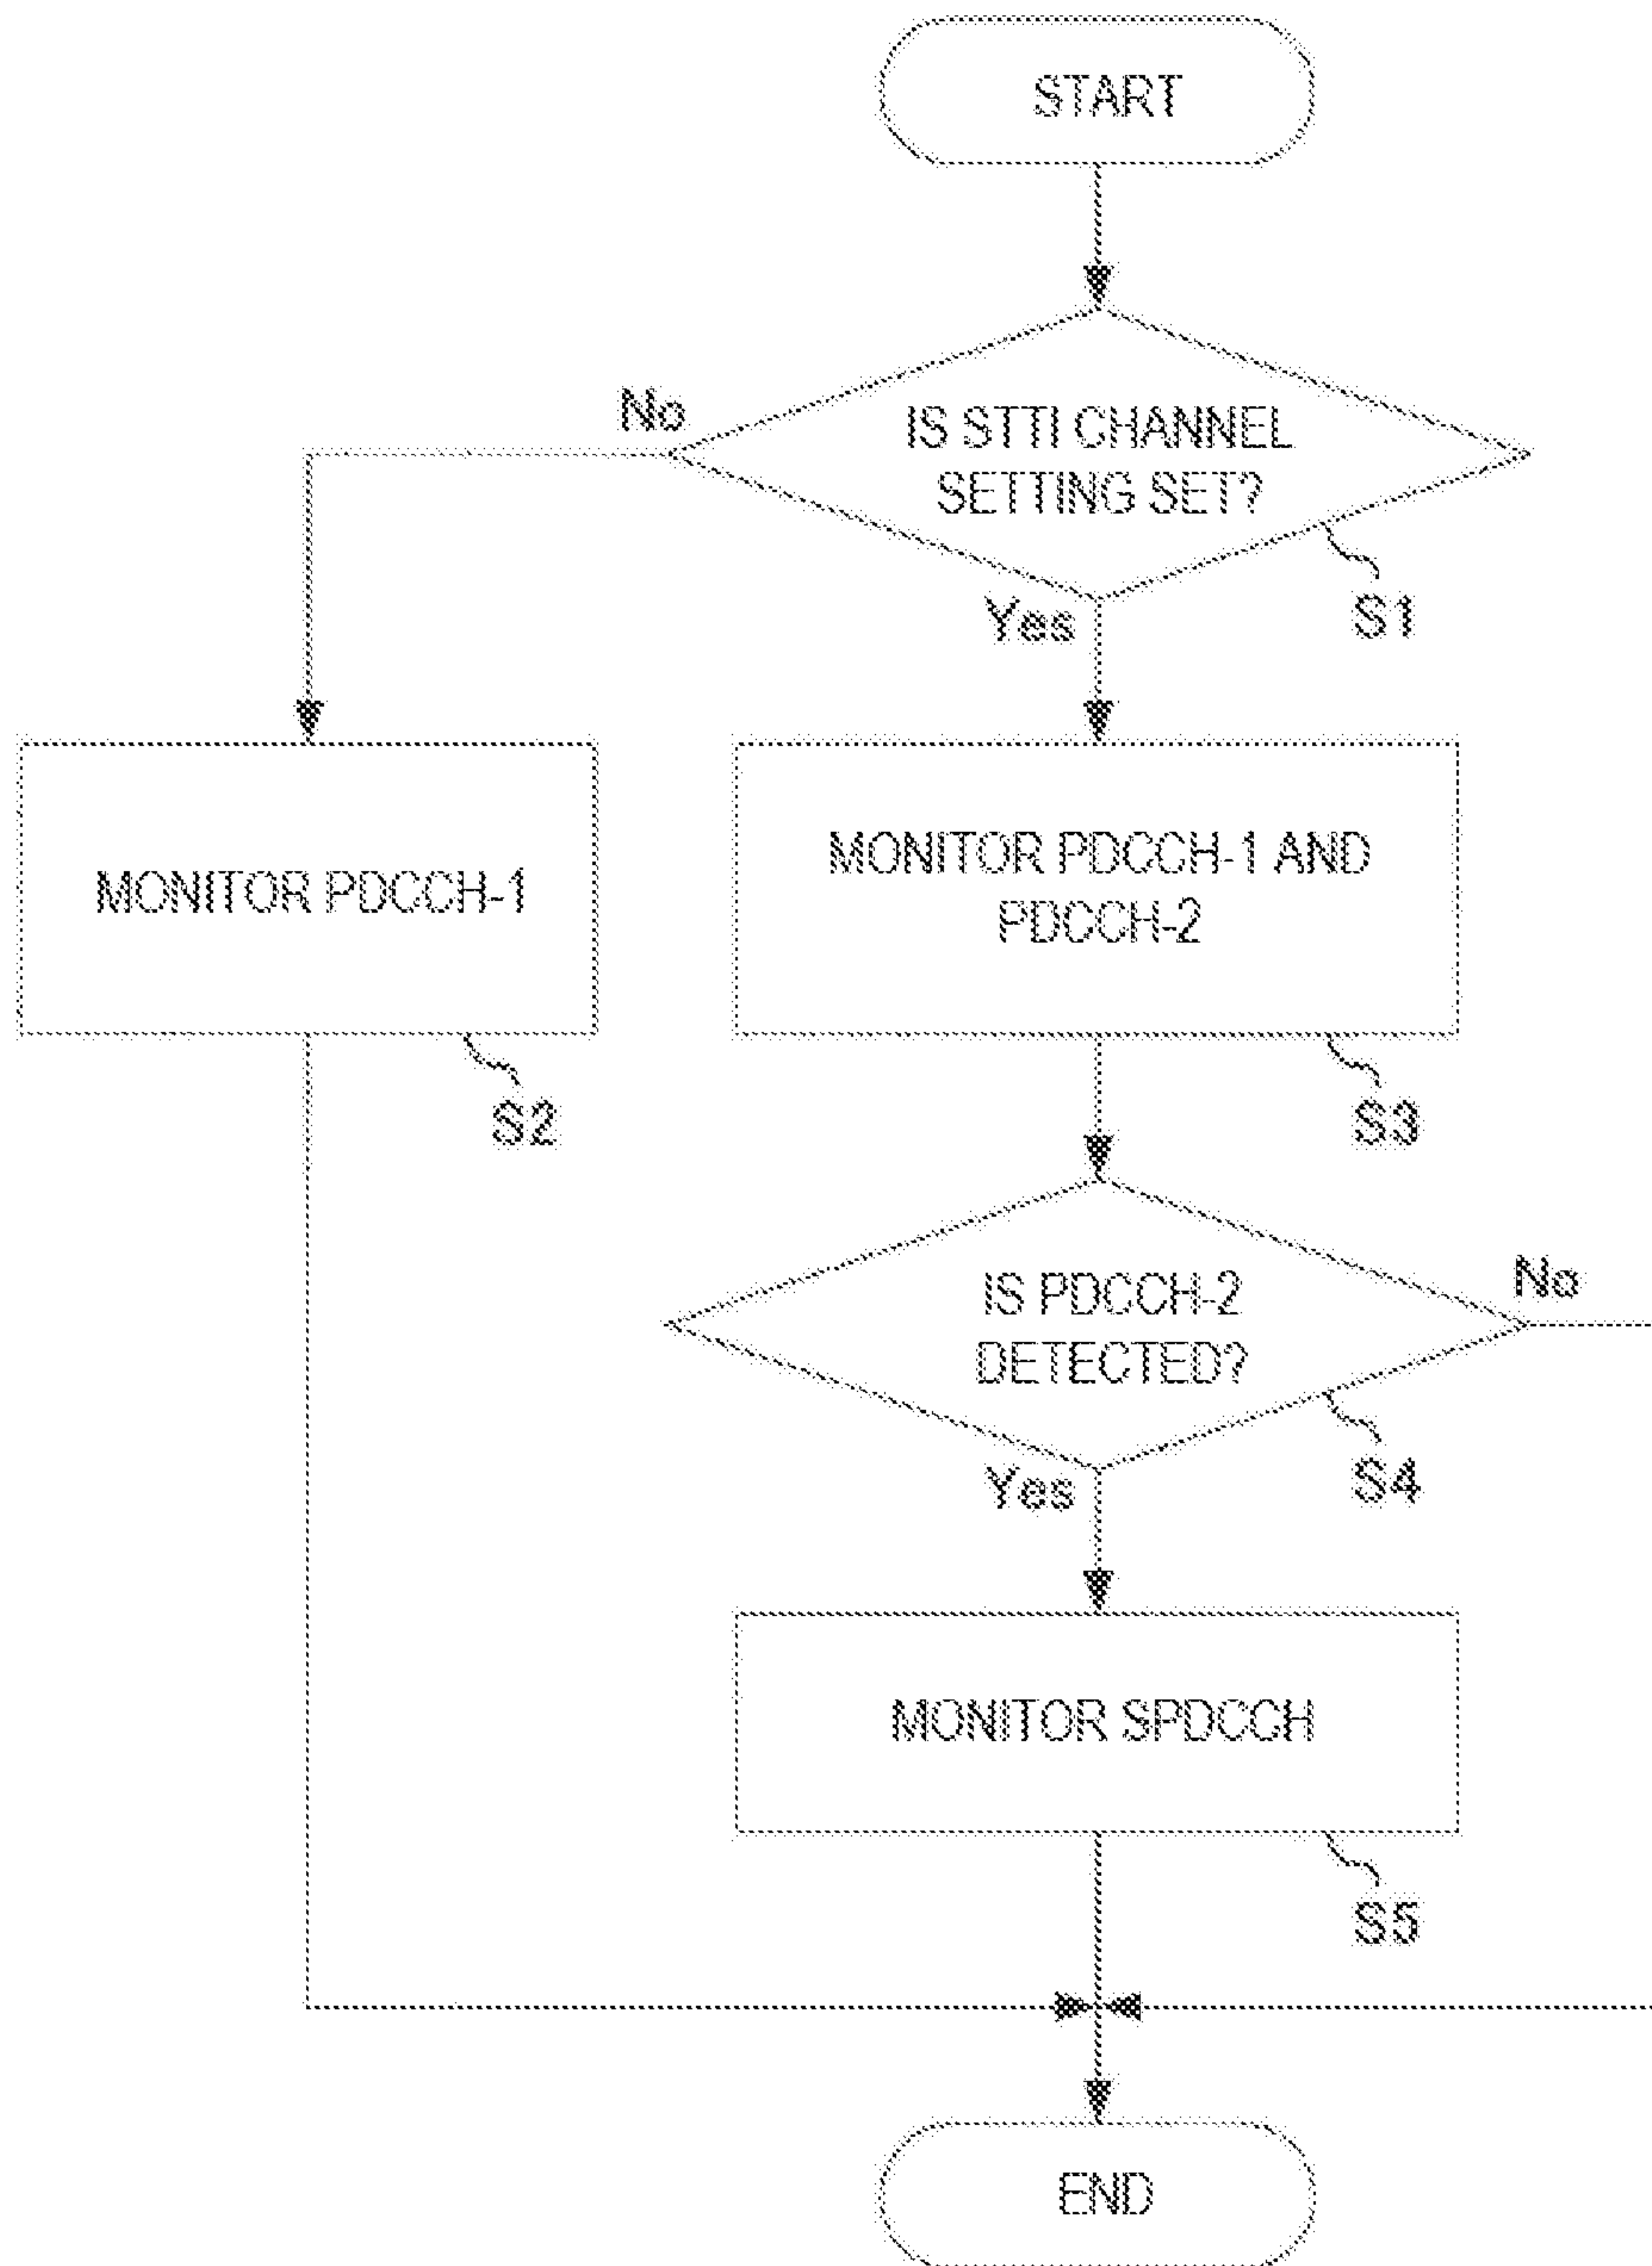 START
No
IS STTI CHANNEL
SETTING SET?
Yes
S1
MONITOR PDCCH-1
MONITOR PDCCH-1 AND
PDCCH-2
S2
S3
No
IS PDCCH-2
DETECTED?
Yes
S4
MONITOR SPDCCH
S5
END